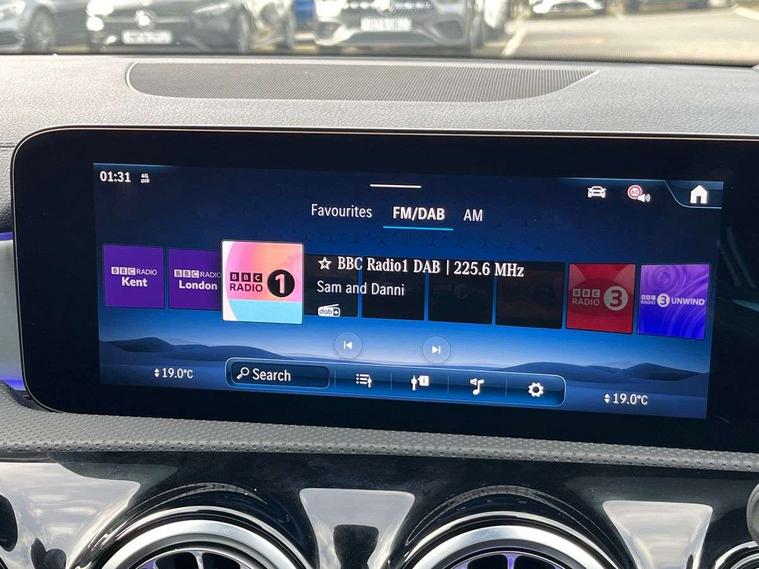 01:31 4G
Favourites FM/DAB AM
BBC RADIO
Kent
BBC RADIO
London
BBC
RADIO 1
☆ BBC Radio1 DAB | 225.6 MHz
Sam and Danni
dab+
BBC
RADIO 3
BBC RADIO 3 UNWIND
19.0°C
Search
19.0°C